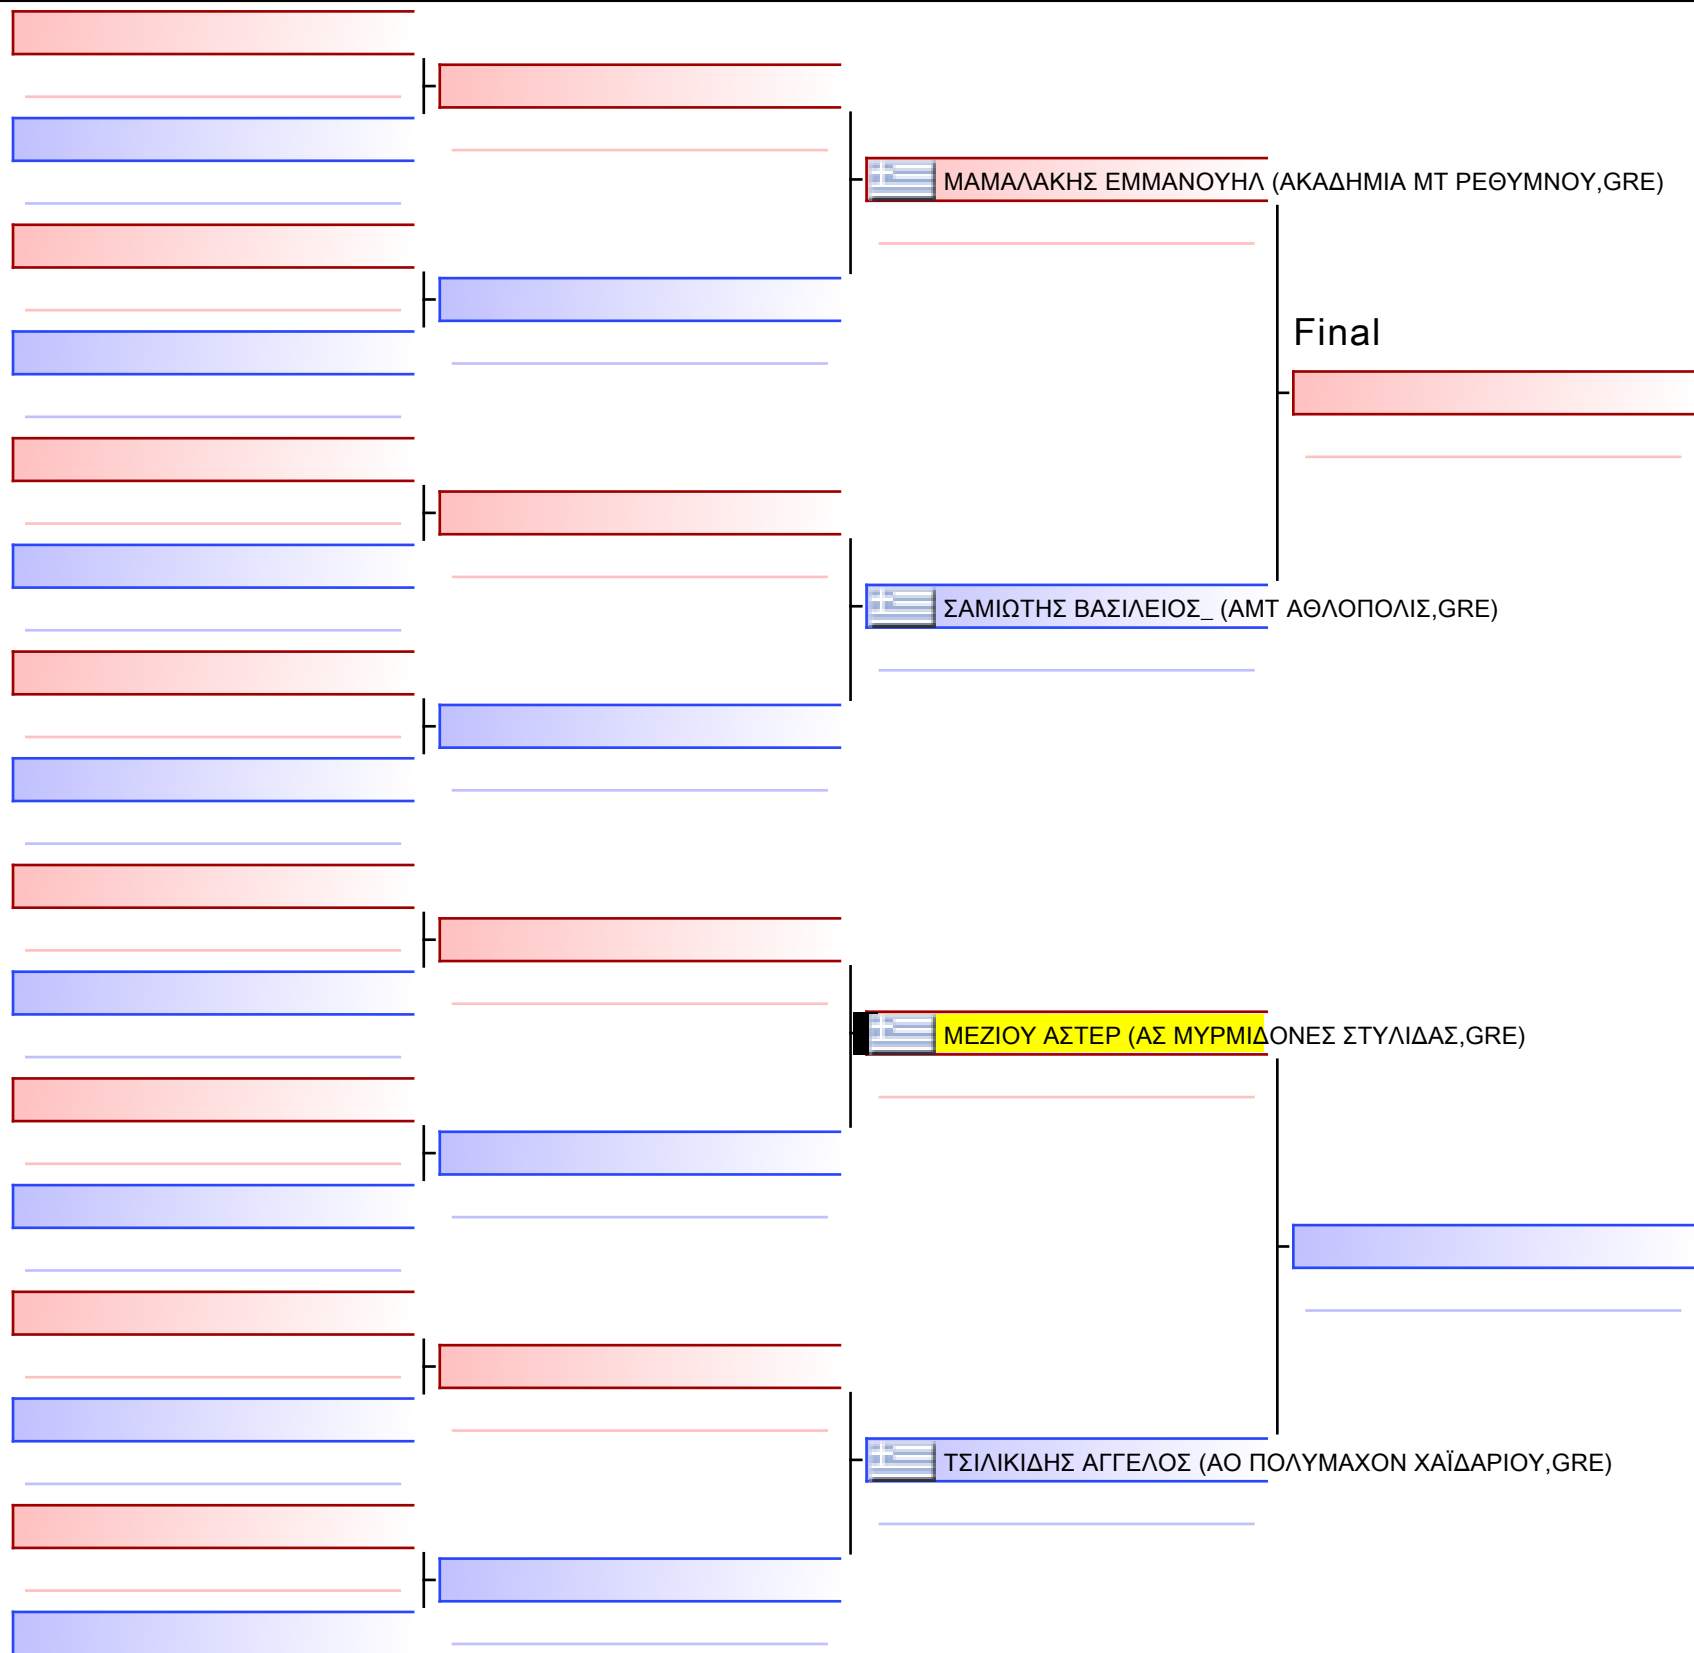 ΜΑΜΑΛΑΚΗΣ ΕΜΜΑΝΟΥΗΛ (ΑΚΑΔΗΜΙΑ ΜΤ ΡΕΘΥΜΝΟΥ,GRE)
Final
ΣΑΜΙΩΤΗΣ ΒΑΣΙΛΕΙΟΣ_ (ΑΜΤ ΑΘΛΟΠΟΛΙΣ,GRE)
ΜΕΖΙΟΥ ΑΣΤΕΡ (ΑΣ ΜΥΡΜΙΔΟΝΕΣ ΣΤΥΛΙΔΑΣ,GRE)
ΤΣΙΛΙΚΙΔΗΣ ΑΓΓΕΛΟΣ (ΑΟ ΠΟΛΥΜΑΧΟΝ ΧΑΪΔΑΡΙΟΥ,GRE)